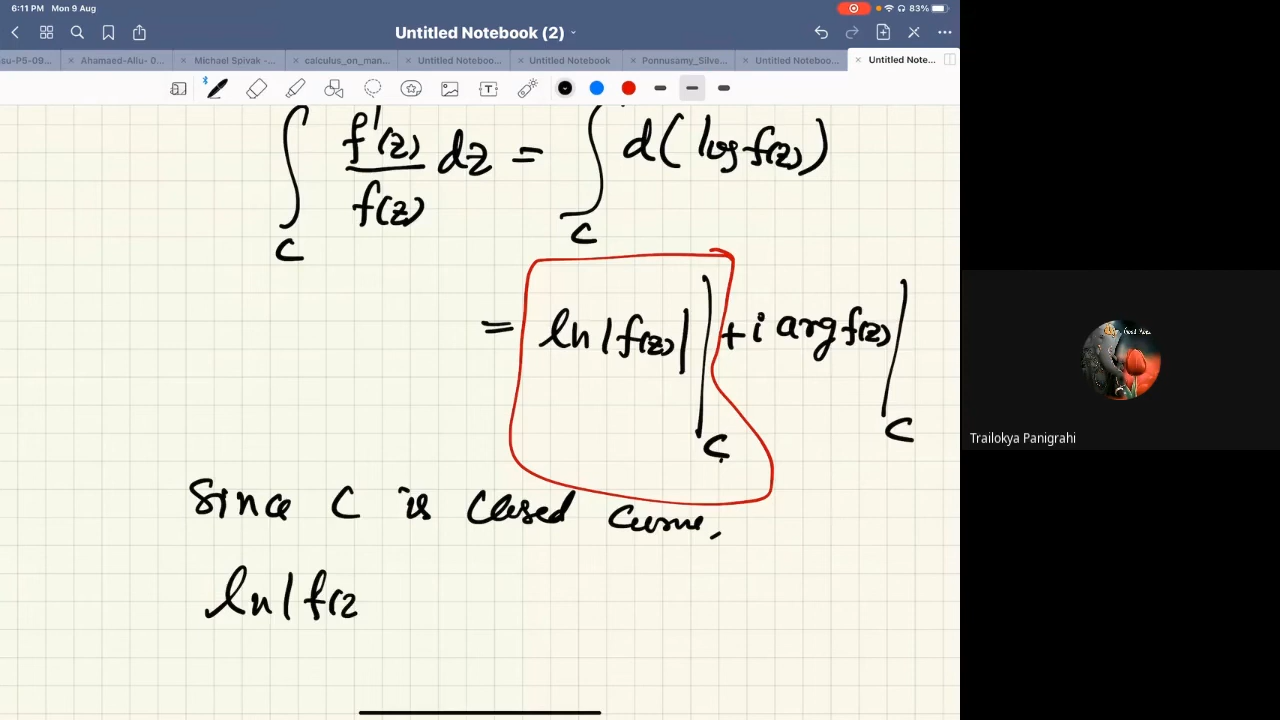 6:11 PM Mon 9 Aug 83%
Untitled Notebook (2)
su-P5-09... Ahamaed-Allu- 0... Michael Spivak -... calculus_on_man... Untitled Noteboo... Untitled Notebook Ponnusamy_Silve... Untitled Noteboo... Untitled Note...
∫_C f'(z)/f(z) dz = ∫_C d(log f(z))
= ln|f(z)| |_C + i arg f(z) |_C
Since C is closed curve,
ln|f(z
Trailokya Panigrahi